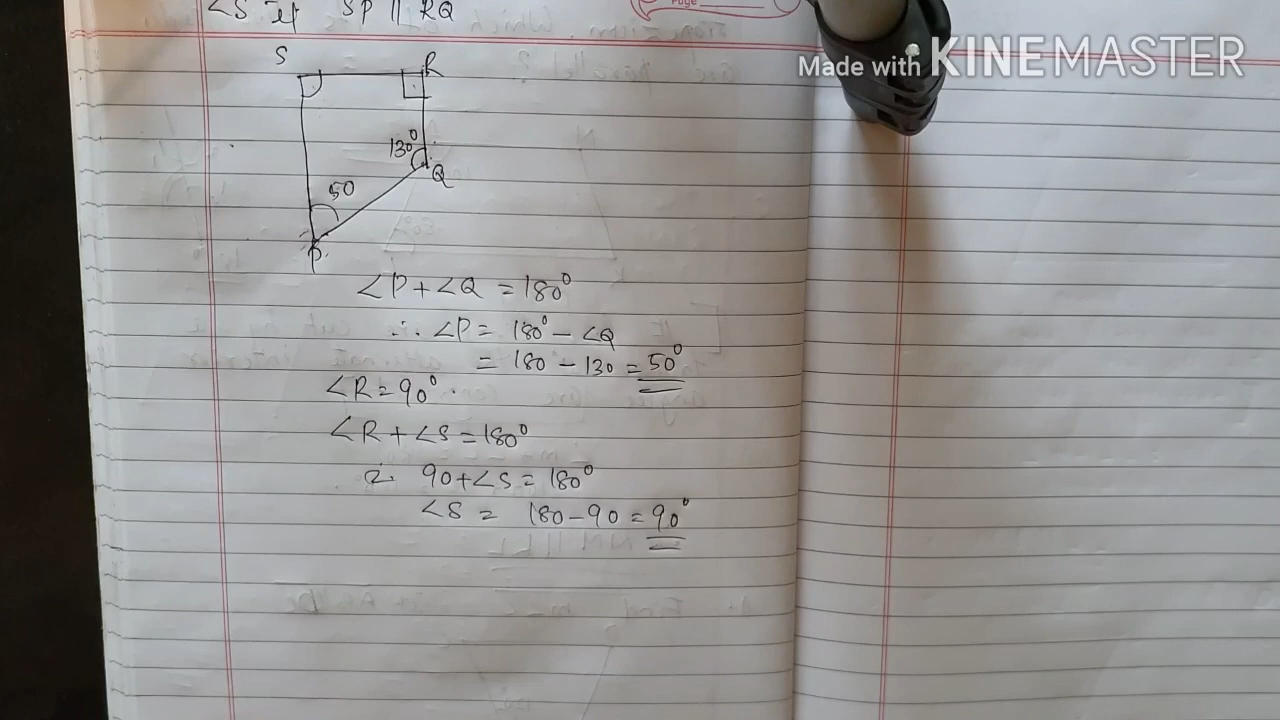 ∠S if SP || RQ
Page
Made with KINEMASTER
S
R
130°
Q
50
P
∠P + ∠Q = 180°
∴ ∠P = 180° - ∠Q
= 180 - 130 = 50°
∠R = 90°.
∠R + ∠S = 180°
90 + ∠S = 180°
∠S = 180 - 90 = 90°